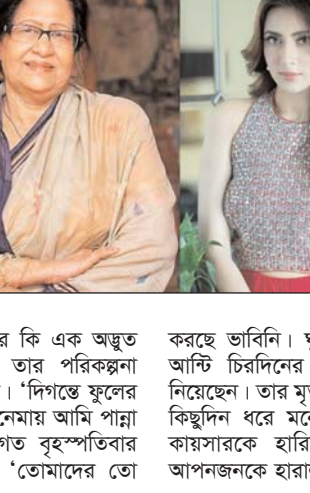 র কি এক অদ্ভুত
তার পরিকল্পনা
। ‘দিগন্তে ফুলের
নেমায় আমি পান্না
গত বৃহস্পতিবার
‘তোমাদের তো
করছে ভাবিনি।
আন্টি চিরদিনের
নিয়েছেন। তার
কিছুদিন ধরে
কায়সারকে হারি
আপনজনকে